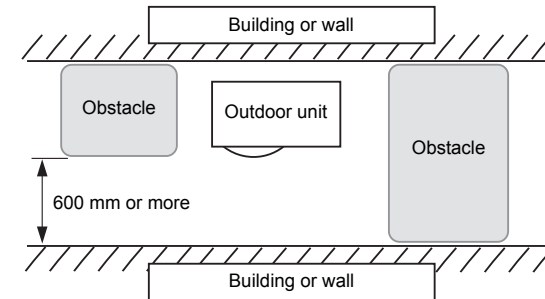 Building or wall
Obstacle
Outdoor unit
Obstacle
600 mm or more
Building or wall